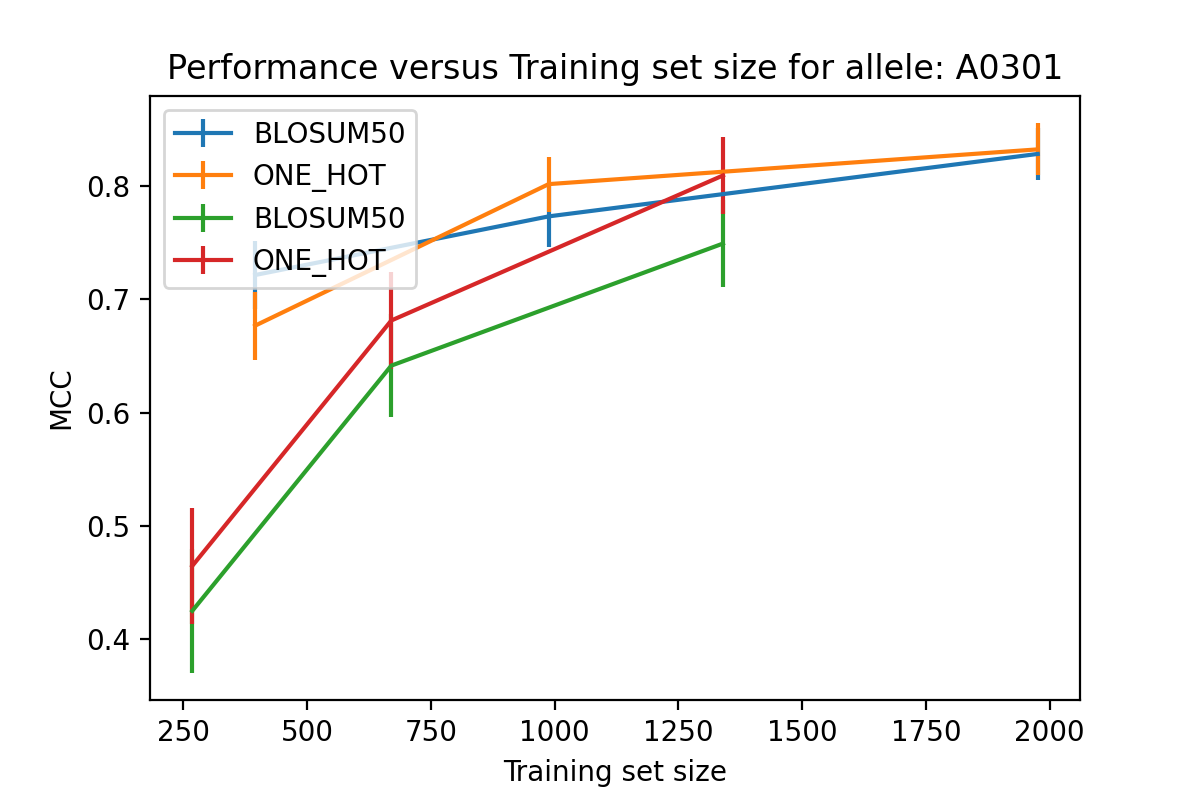 Performance versus Training set size for allele: A0301
BLOSUM50
ONE_HOT
BLOSUM50
ONE_HOT
0.8
0.7
0.6
0.5
0.4
MCC
250 500 750 1000 1250 1500 1750 2000
Training set size